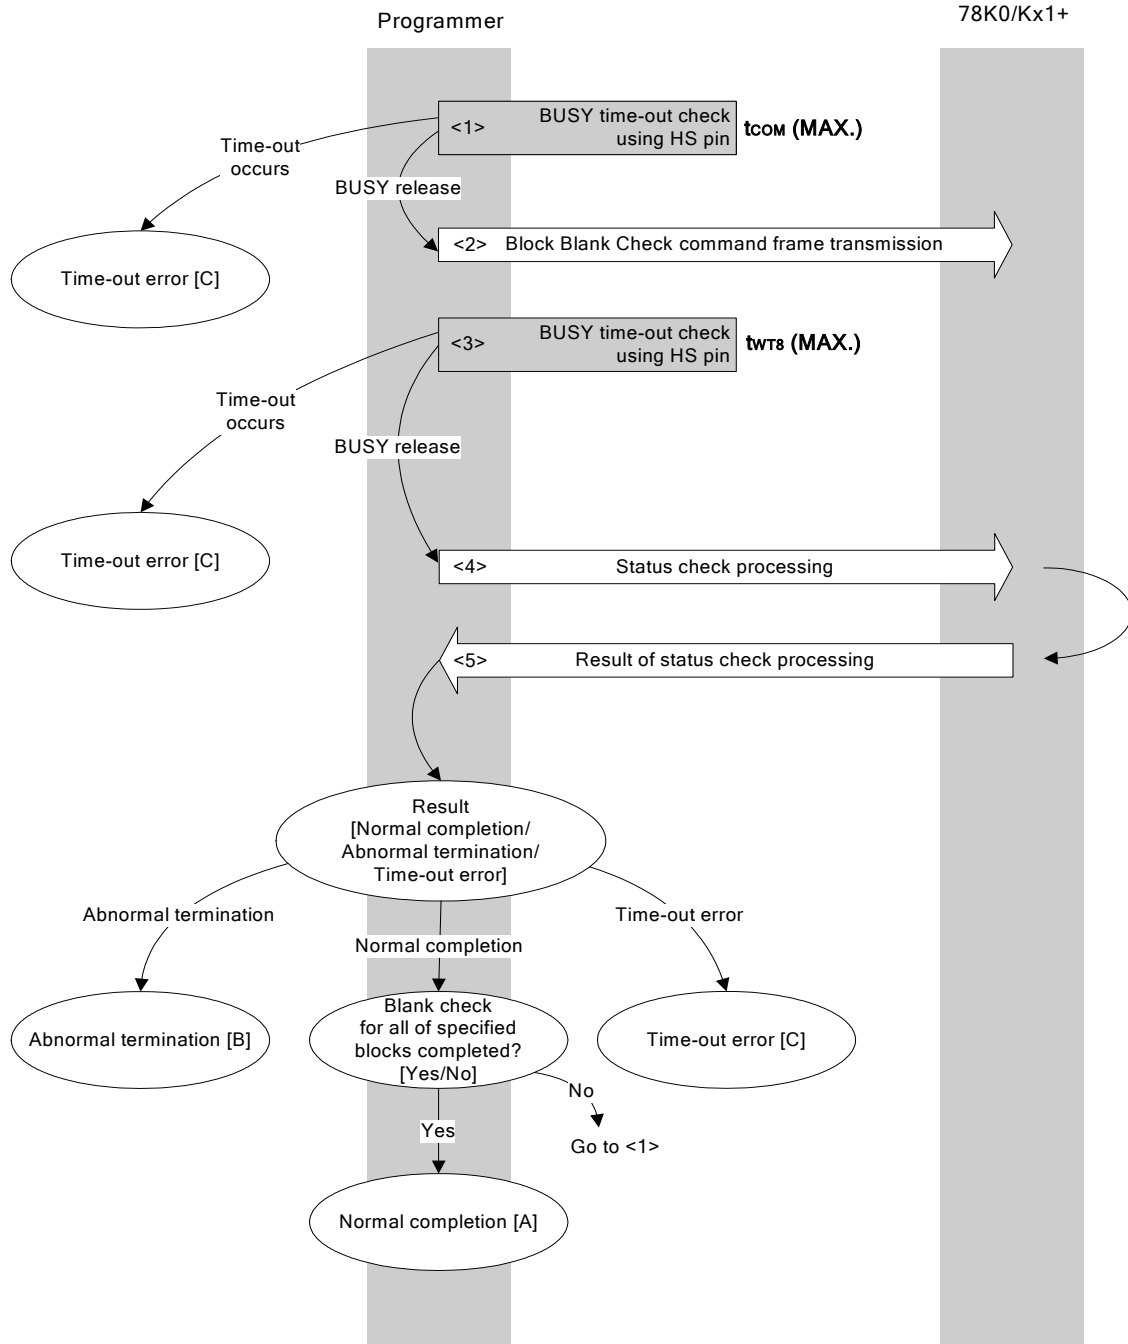 Programmer
78K0/Kx1+
<1>
BUSY time-out check
using HS pin
tCOM (MAX.)
Time-out
occurs
BUSY release
<2> Block Blank Check command frame transmission
Time-out error [C]
<3>
BUSY time-out check
using HS pin
tWT8 (MAX.)
Time-out
occurs
BUSY release
Time-out error [C]
<4> Status check processing
<5> Result of status check processing
Result
[Normal completion/
Abnormal termination/
Time-out error]
Abnormal termination
Time-out error
Normal completion
Abnormal termination [B]
Blank check
for all of specified
blocks completed?
[Yes/No]
Time-out error [C]
No
Yes
Go to <1>
Normal completion [A]